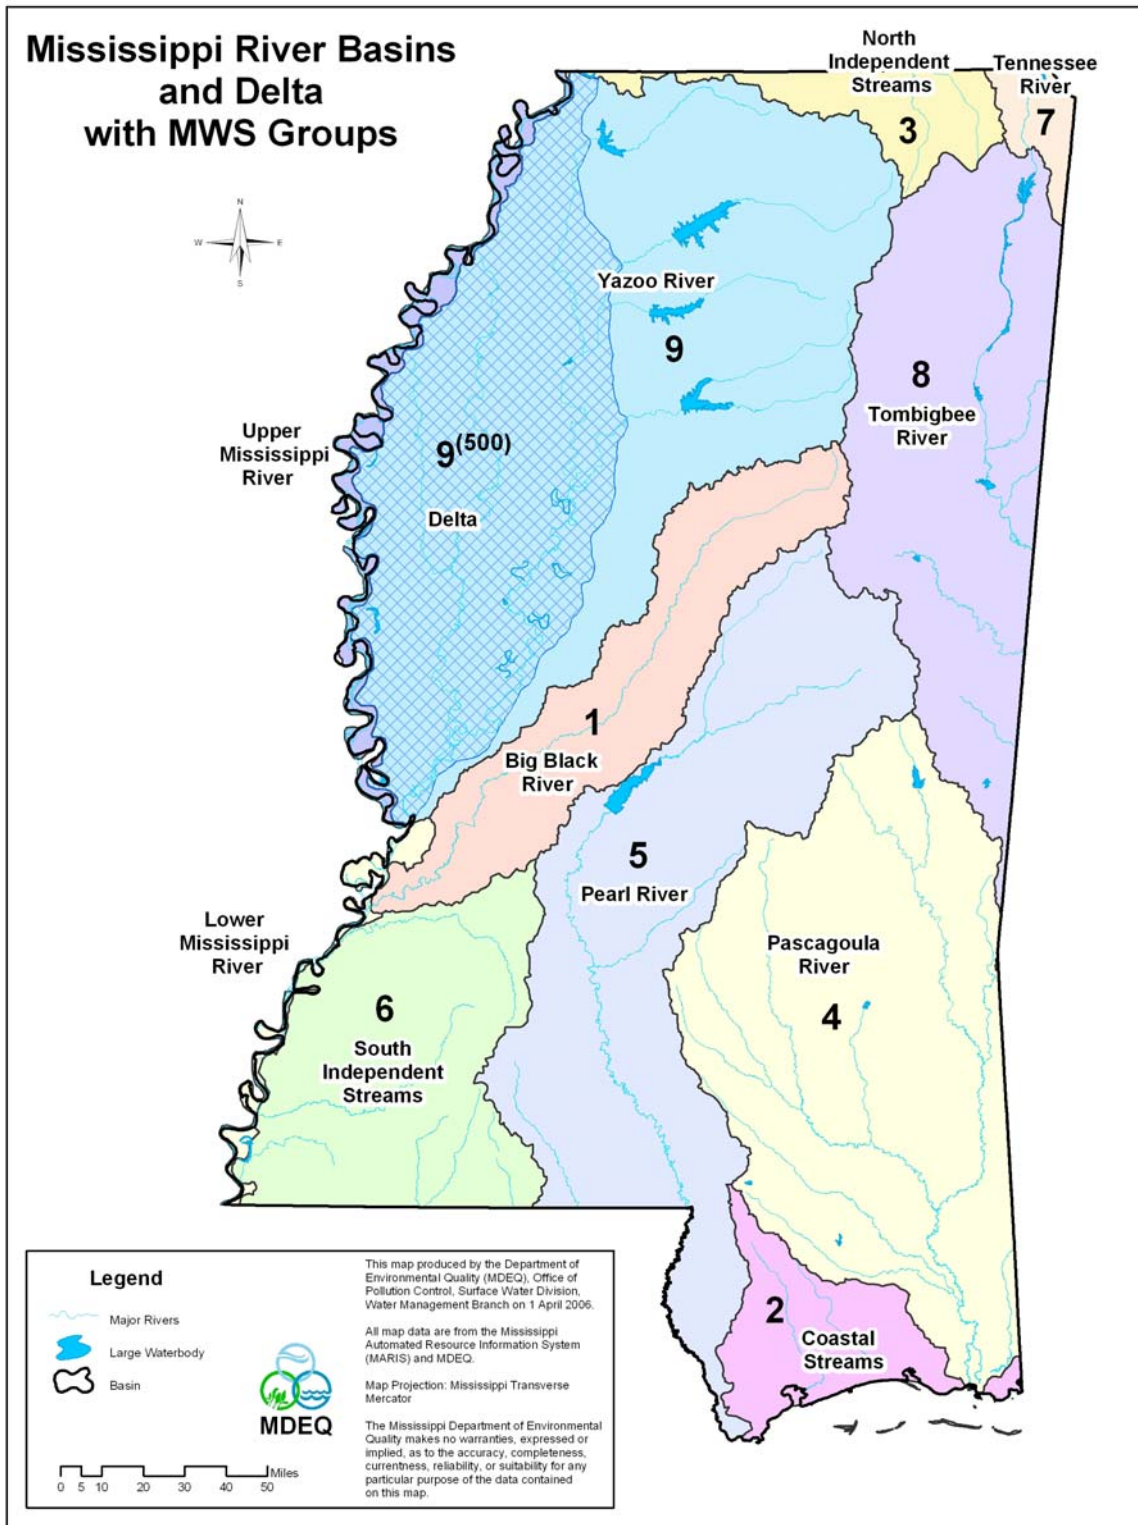 Mississippi River Basins
and Delta
with MWS Groups
N
W
E
S
North
Independent
Streams
3
Tennessee
River
7
Yazoo River
9
8
Tombigbee
River
Upper
Mississippi
River
9(500)
Delta
1
Big Black
River
5
Pearl River
Lower
Mississippi
River
Pascagoula
River
4
6
South
Independent
Streams
2
Coastal
Streams
Legend
Major Rivers
Large Waterbody
Basin
MDEQ
0 5 10 20 30 40 50
Miles
This map produced by the Department of
Environmental Quality (MDEQ), Office of
Pollution Control, Surface Water Division,
Water Management Branch on 1 April 2006.
All map data are from the Mississippi
Automated Resource Information System
(MARIS) and MDEQ.
Map Projection: Mississippi Transverse
Mercator
The Mississippi Department of Environmental
Quality makes no warranties, expressed or
implied, as to the accuracy, completeness,
currentness, reliability, or suitability for any
particular purpose of the data contained
on this map.